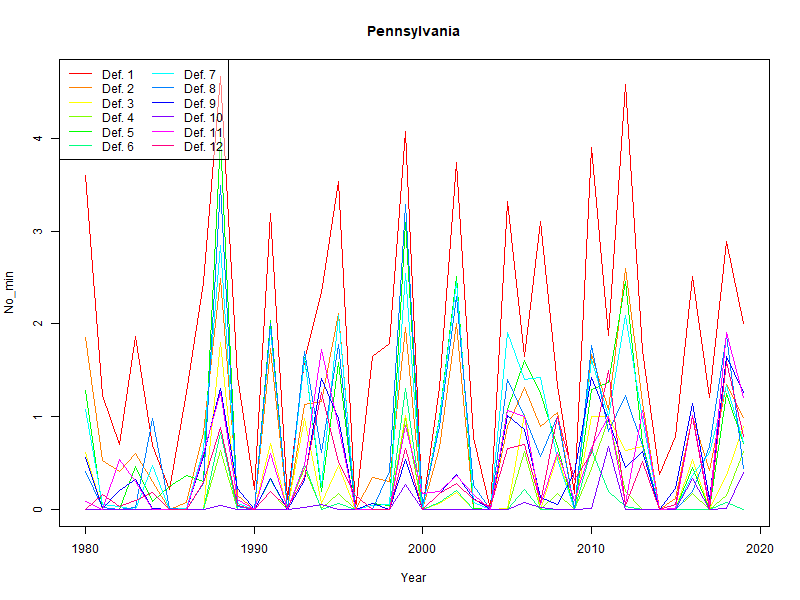 Pennsylvania
Def. 1
Def. 2
Def. 3
Def. 4
Def. 5
Def. 6
Def. 7
Def. 8
Def. 9
Def. 10
Def. 11
Def. 12
4
3
2
1
0
No_min
1980
1990
2000
2010
2020
Year